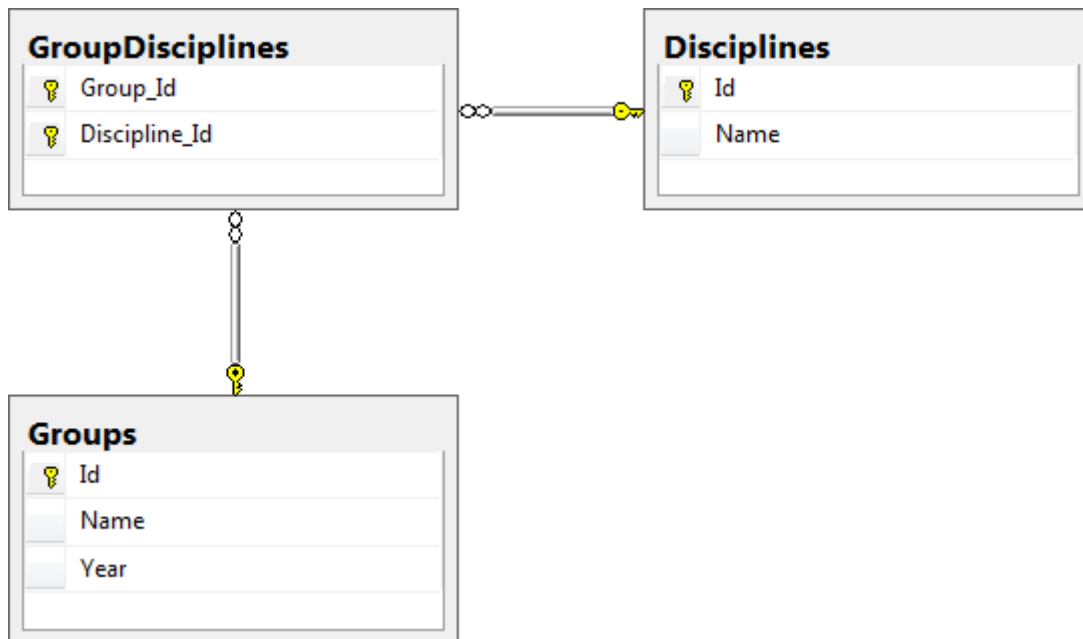 GroupDisciplines
Group_Id
Discipline_Id
Disciplines
Id
Name
Groups
Id
Name
Year